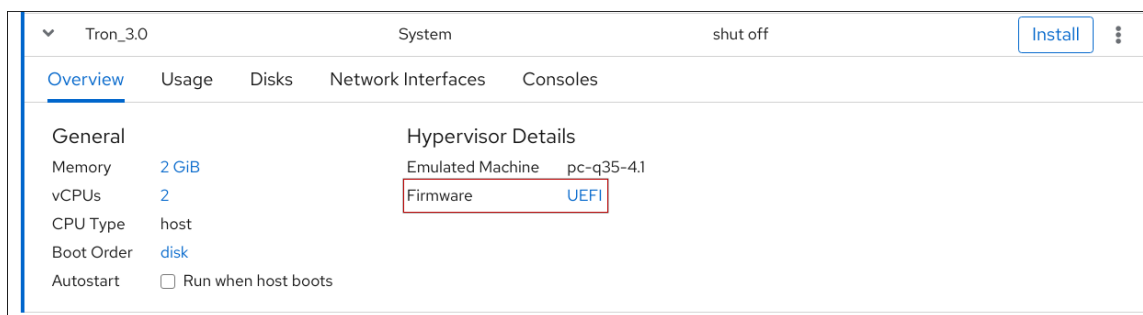 Tron_3.0 System shut off Install
Overview Usage Disks Network Interfaces Consoles
General Hypervisor Details
Memory 2 GiB Emulated Machine pc-q35-4.1
vCPUs 2 Firmware UEFI
CPU Type host
Boot Order disk
Autostart Run when host boots